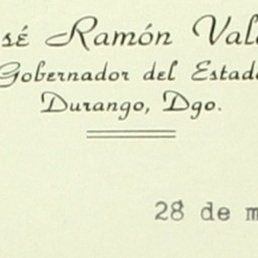 sé Ramón Val
Gobernador del Estad
Durango, Dgo.
28 de m